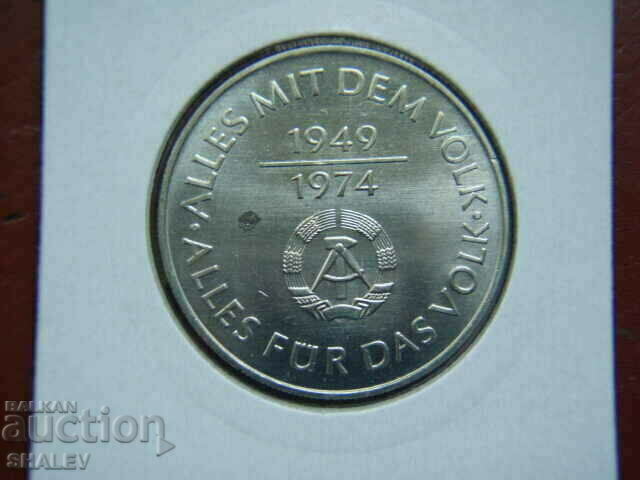 · ALLES MIT DEM VOLK · ALLES FÜR DAS VOLK
1949
1974
BALKAN
auction
SHALEV